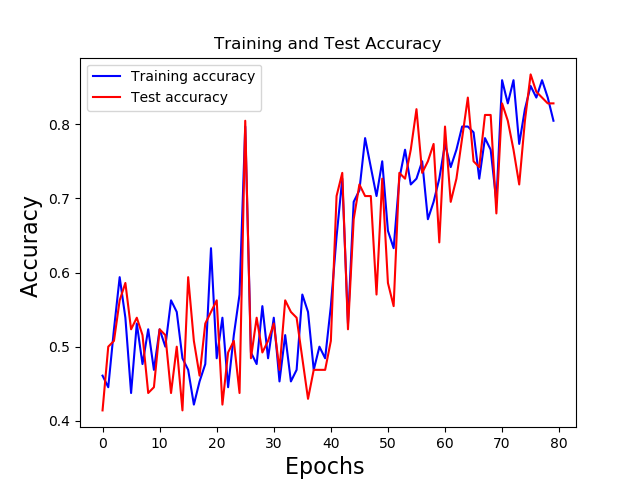 Training and Test Accuracy
Training accuracy
Test accuracy
Accuracy
0.8
0.7
0.6
0.5
0.4
0 10 20 30 40 50 60 70 80
Epochs